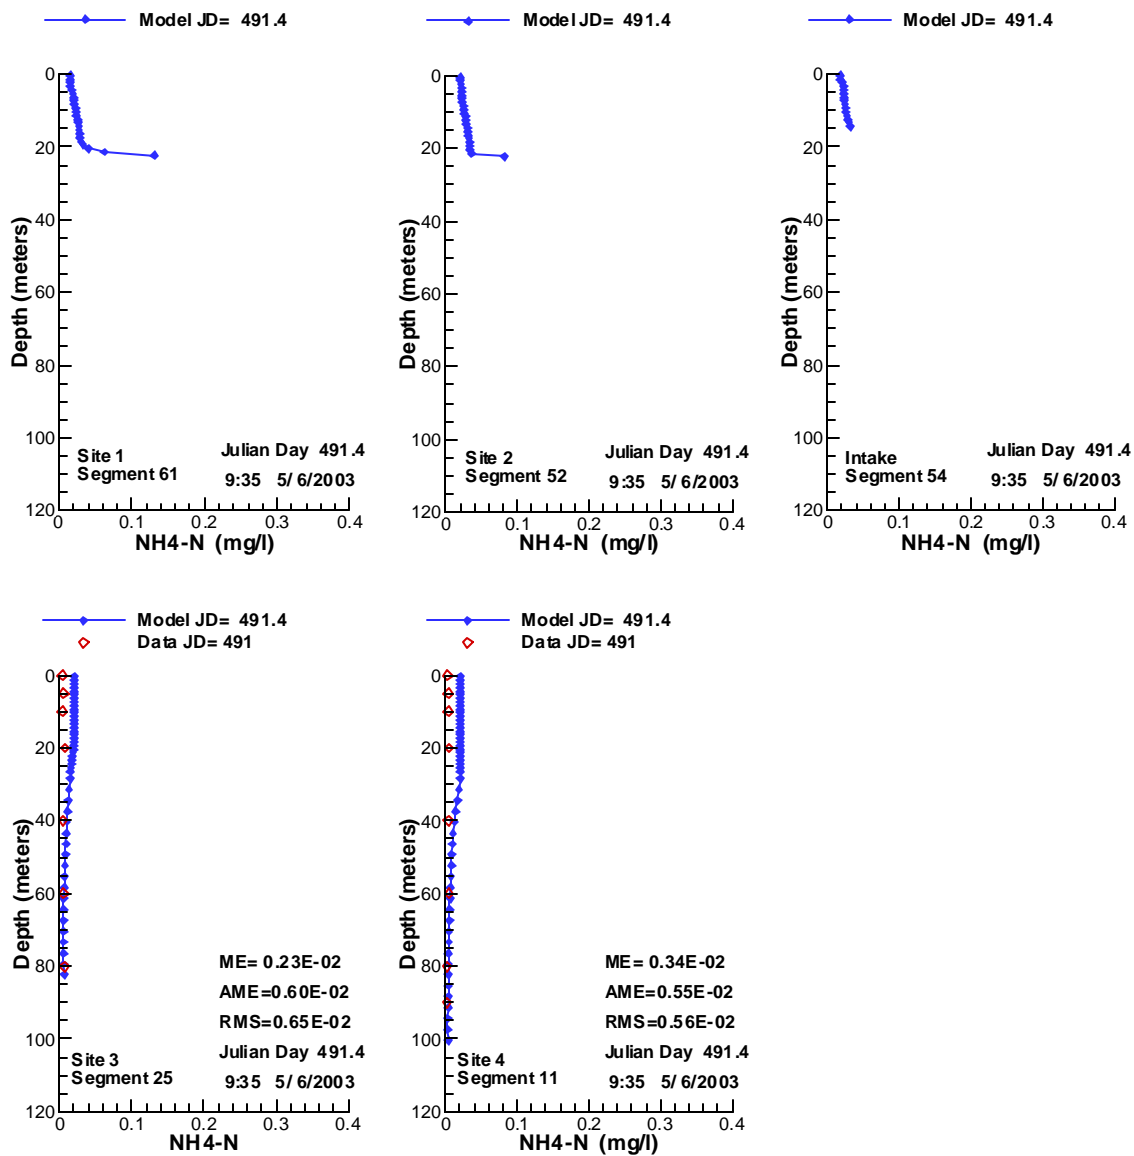 Model JD= 491.4
0
20
40
60
80
100
120
Depth (meters)
Site 1
Segment 61
Julian Day 491.4
9:35 5/ 6/2003
0 0.1 0.2 0.3 0.4
NH4-N (mg/l)
Model JD= 491.4
0
20
40
60
80
100
120
Depth (meters)
Site 2
Segment 52
Julian Day 491.4
9:35 5/ 6/2003
0 0.1 0.2 0.3 0.4
NH4-N (mg/l)
Model JD= 491.4
0
20
40
60
80
100
120
Depth (meters)
Intake
Segment 54
Julian Day 491.4
9:35 5/ 6/2003
0 0.1 0.2 0.3 0.4
NH4-N (mg/l)
Model JD= 491.4
Data JD= 491
0
20
40
60
80
100
120
Depth (meters)
ME= 0.23E-02
AME=0.60E-02
RMS=0.65E-02
Site 3
Segment 25
Julian Day 491.4
9:35 5/ 6/2003
0 0.1 0.2 0.3 0.4
NH4-N
Model JD= 491.4
Data JD= 491
0
20
40
60
80
100
120
Depth (meters)
ME= 0.34E-02
AME=0.55E-02
RMS=0.56E-02
Site 4
Segment 11
Julian Day 491.4
9:35 5/ 6/2003
0 0.1 0.2 0.3 0.4
NH4-N (mg/l)